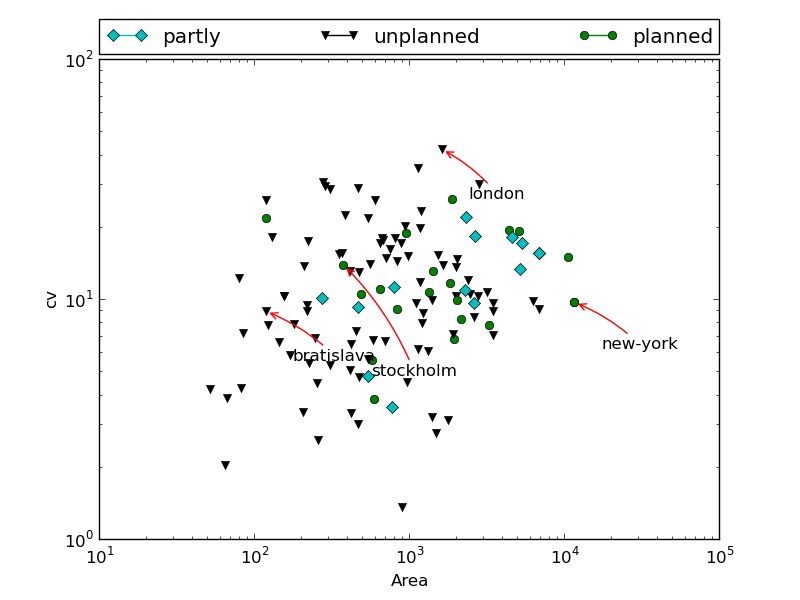 partly unplanned planned
10^2
cv
london
10^1
new-york
bratislava
stockholm
10^0
10^1 10^2 10^3 10^4 10^5
Area